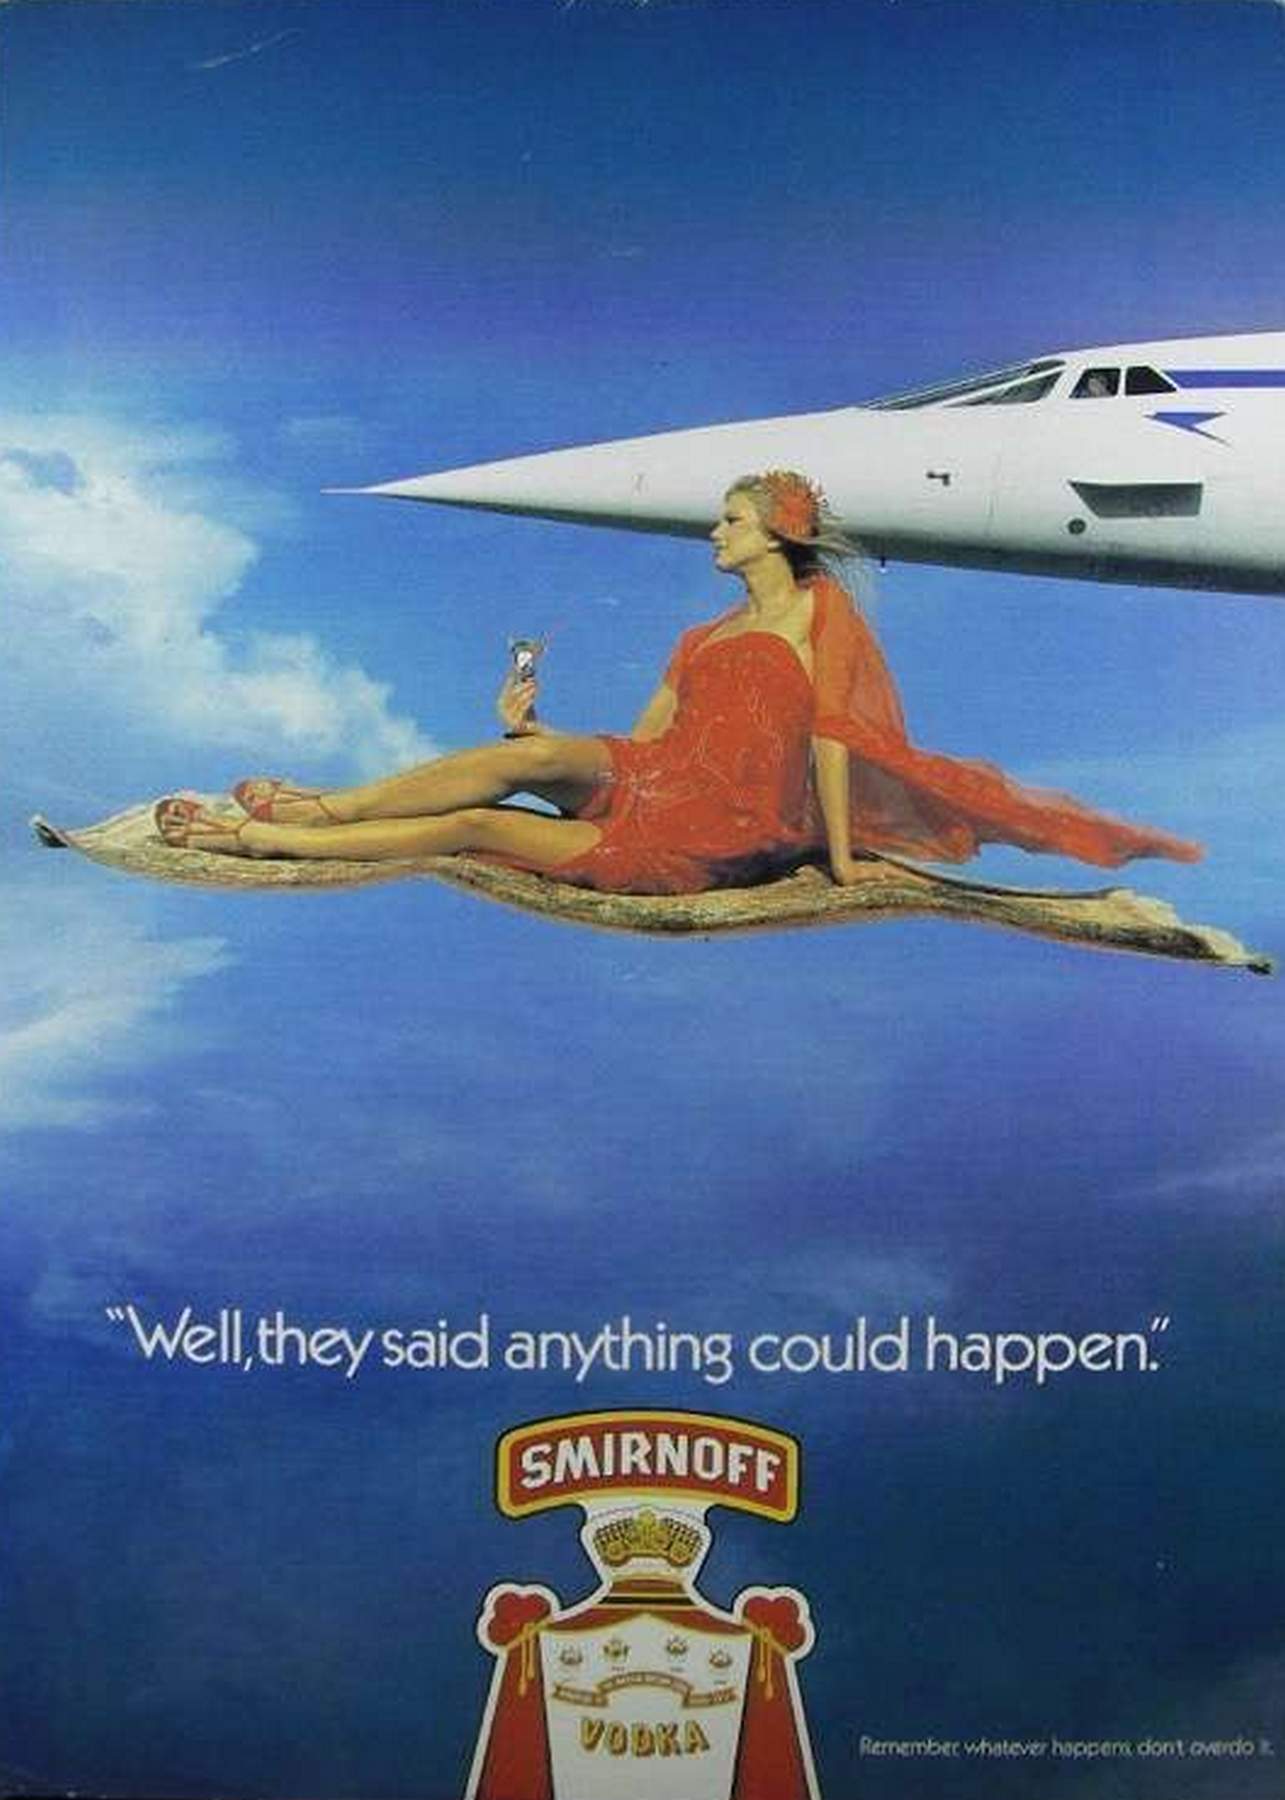 “Well, they said anything could happen.”
SMIRNOFF
VODKA
Remember whatever happens, don't overdo it.